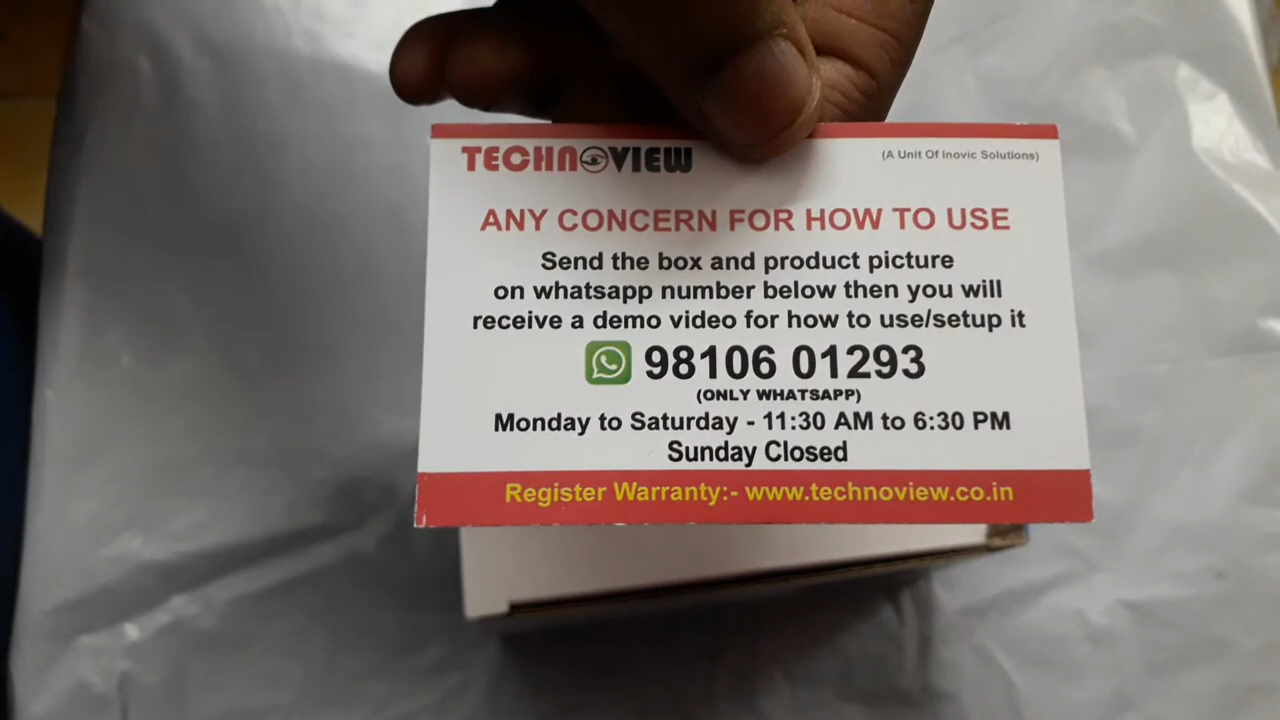 TECHNOVIEW
(A Unit Of Inovic Solutions)
ANY CONCERN FOR HOW TO USE
Send the box and product picture
on whatsapp number below then you will
receive a demo video for how to use/setup it
98106 01293
(ONLY WHATSAPP)
Monday to Saturday - 11:30 AM to 6:30 PM
Sunday Closed
Register Warranty:- www.technoview.co.in